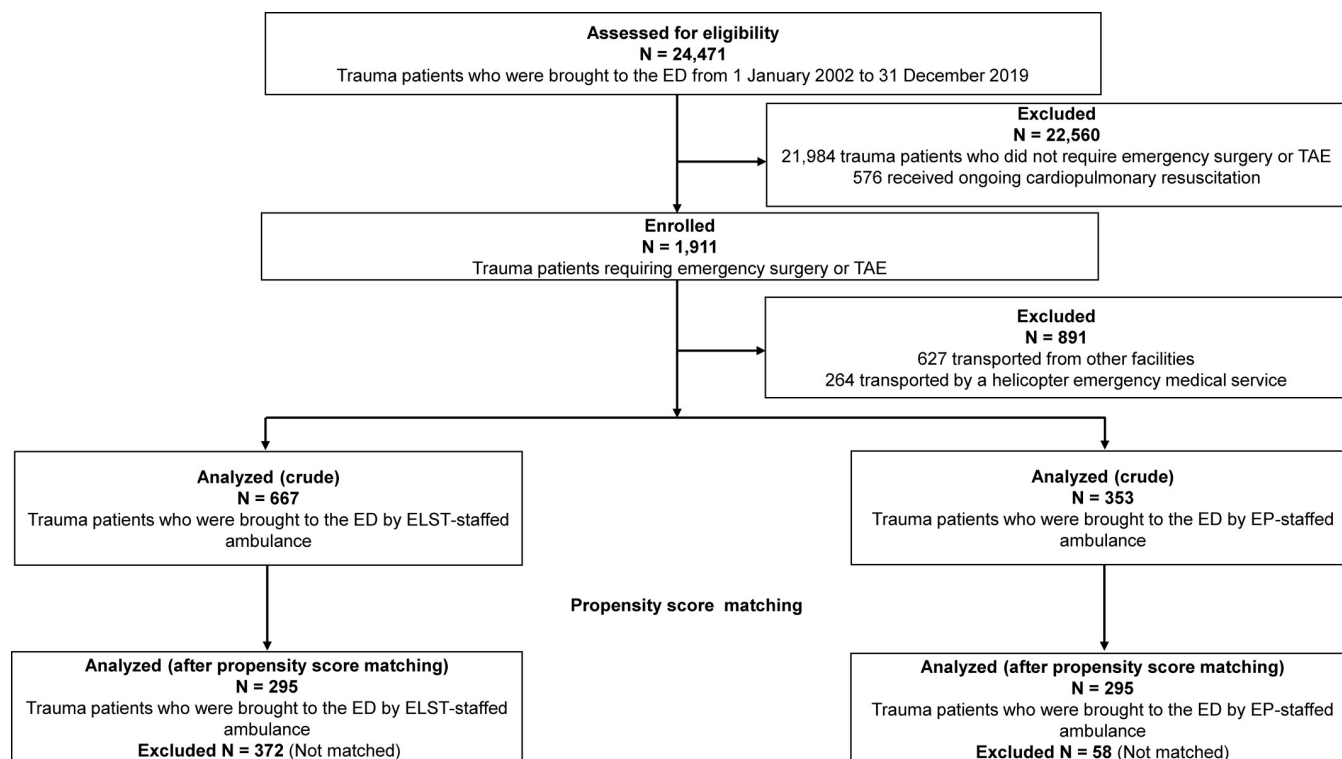 Assessed for eligibility
N = 24,471
Trauma patients who were brought to the ED from 1 January 2002 to 31 December 2019
Excluded
N = 22,560
21,984 trauma patients who did not require emergency surgery or TAE
576 received ongoing cardiopulmonary resuscitation
Enrolled
N = 1,911
Trauma patients requiring emergency surgery or TAE
Excluded
N = 891
627 transported from other facilities
264 transported by a helicopter emergency medical service
Analyzed (crude)
N = 667
Trauma patients who were brought to the ED by ELST-staffed
ambulance
Analyzed (crude)
N = 353
Trauma patients who were brought to the ED by EP-staffed
ambulance
Propensity score matching
Analyzed (after propensity score matching)
N = 295
Trauma patients who were brought to the ED by ELST-staffed
ambulance
Excluded N = 372 (Not matched)
Analyzed (after propensity score matching)
N = 295
Trauma patients who were brought to the ED by EP-staffed
ambulance
Excluded N = 58 (Not matched)